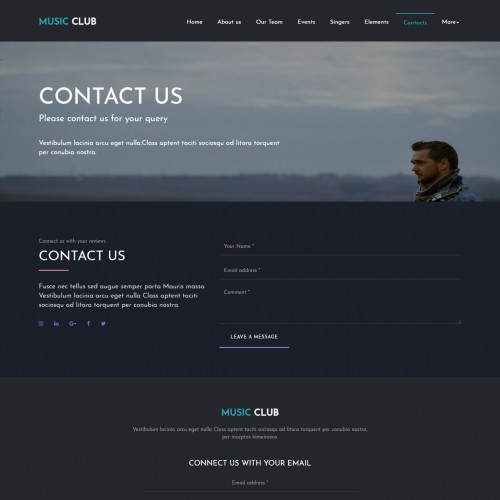 MUSIC CLUB
Home About us Our Team Events Singers Elements Contacts More
CONTACT US
Please contact us for your query
Vestibulum lacinia arcu eget nulla.Class aptent taciti sociosqu ad litora torquent
per conubia nostra.
Connect us with your reviews
CONTACT US
Fusce nec tellus sed augue semper porta Mauris massa
Vestibulum lacinia arcu eget nulla Class aptent taciti
sociosqu ad litora torquent per conubia nostra.
Your Name *
Email address *
Comment *
LEAVE A MESSAGE
MUSIC CLUB
Vestibulum lacinia arcu eget nulla Class aptent taciti sociosqu ad litora torquent per conubia nostra,
per inceptos himenaeos.
CONNECT US WITH YOUR EMAIL
Email address *